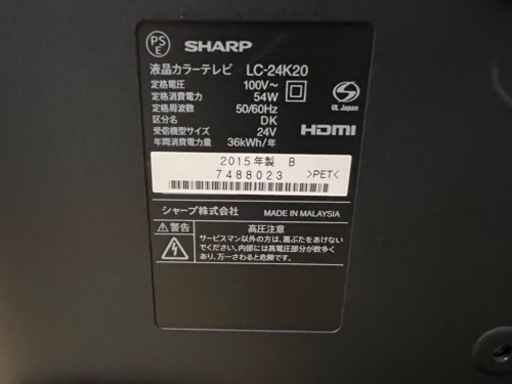 PS
E
SHARP
液晶カラーテレビ LC-24K20
定格電圧 100V~
定格消費電力 54W
定格周波数 50/60Hz
区分名 DK
受信機型サイズ 24V
年間消費電力量 36kWh/年
UL Japan
HDMI
2015年製 B
7488023 >PET<
シャープ株式会社 MADE IN MALAYSIA
警告 高圧注意
サービスマン以外の方は、裏ぶたをあけないで
ください。内部には高電圧部分が数多く
あり、万一さわると危険です。